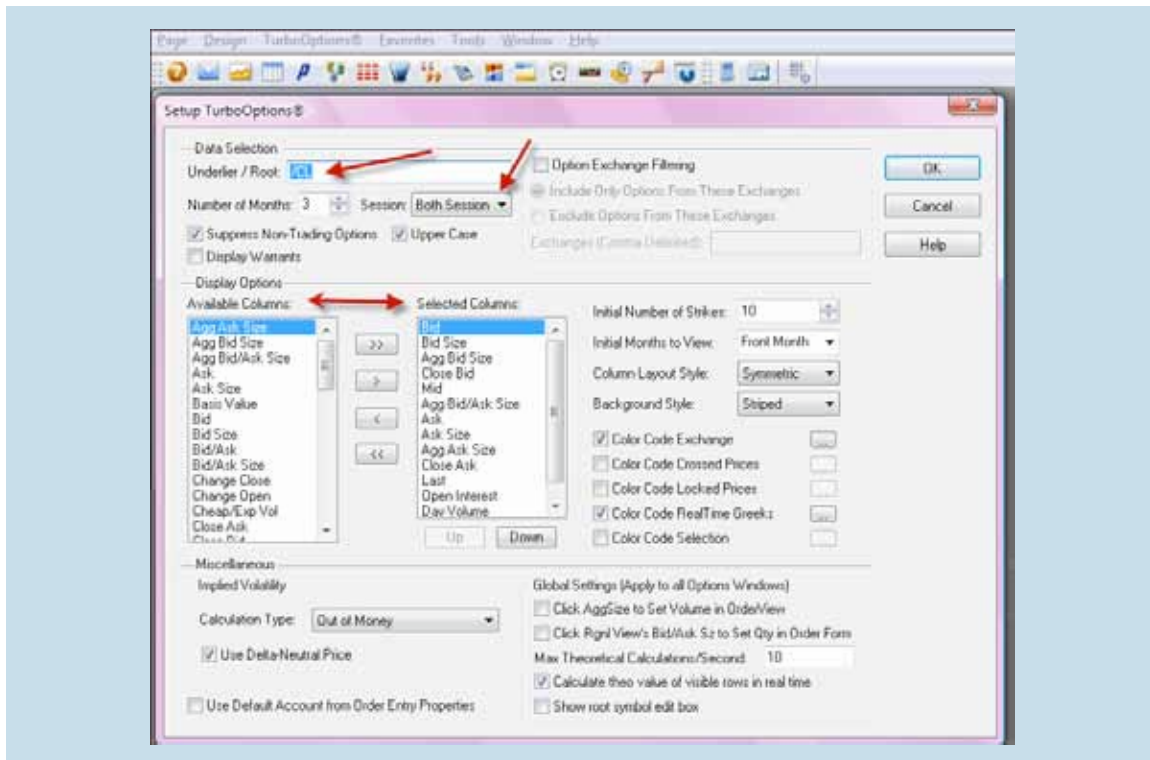 Page Design TurboOptions® Favorites Tools Window Help
Setup TurboOptions®
Data Selection
Underlier / Root: /CL
Number of Months: 3 Session: Both Session
Suppress Non-Trading Options Upper Case
Display Warrants
Option Exchange Filtering
Include Only Options From These Exchanges
Exclude Options From These Exchanges
Exchanges (Comma Delimited):
OK
Cancel
Help
Display Options
Available Columns:
Agg Ask Size
Agg Bid Size
Agg Bid/Ask Size
Ask
Ask Size
Basis Value
Bid
Bid Size
Bid/Ask
Bid/Ask Size
Change Close
Change Open
Cheap/Exp Vol
Close Ask
Close Bid
>>
>
<
<<
Selected Columns:
Bid
Bid Size
Agg Bid Size
Close Bid
Mid
Agg Bid/Ask Size
Ask
Ask Size
Agg Ask Size
Close Ask
Last
Open Interest
Day Volume
Up Down
Initial Number of Strikes: 10
Initial Months to View: Front Month
Column Layout Style: Symmetric
Background Style: Striped
Color Code Exchange ...
Color Code Crossed Prices
Color Code Locked Prices
Color Code RealTime Greeks ...
Color Code Selection
Miscellaneous
Implied Volatility
Calculation Type: Out of Money
Use Delta-Neutral Price
Use Default Account from Order Entry Properties
Global Settings (Apply to all Options Windows)
Click AggSize to Set Volume in OrderView
Click Rgnl View's Bid/Ask Sz to Set Qty in Order Form
Max Theoretical Calculations/Second 10
Calculate theo value of visible rows in real time
Show root symbol edit box